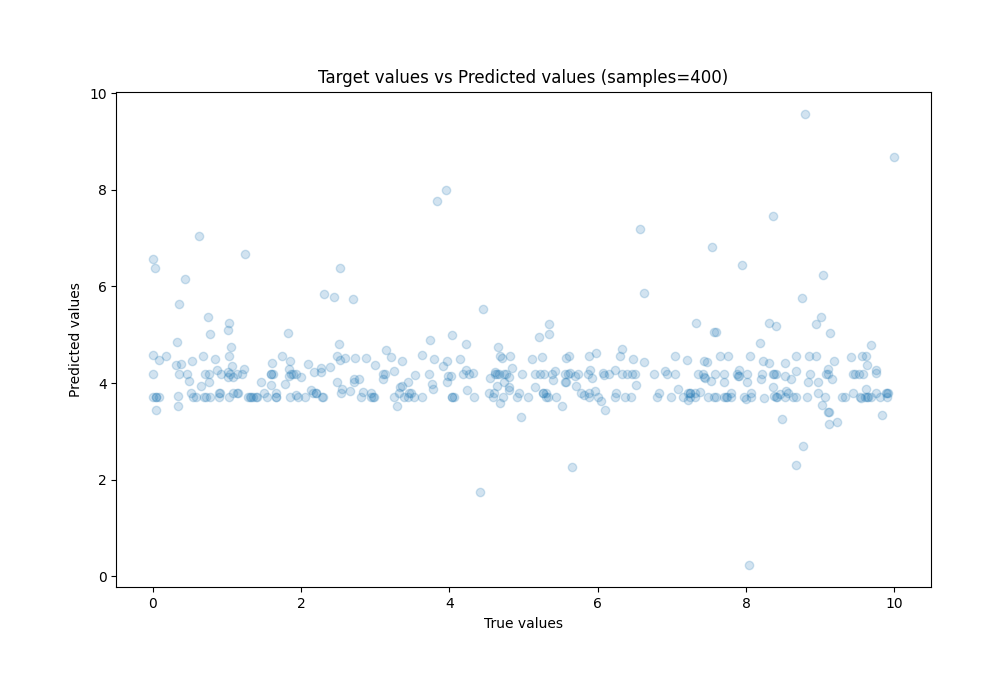 Target values vs Predicted values (samples=400)
10
8
6
4
2
0
Predicted values
0 2 4 6 8 10
True values